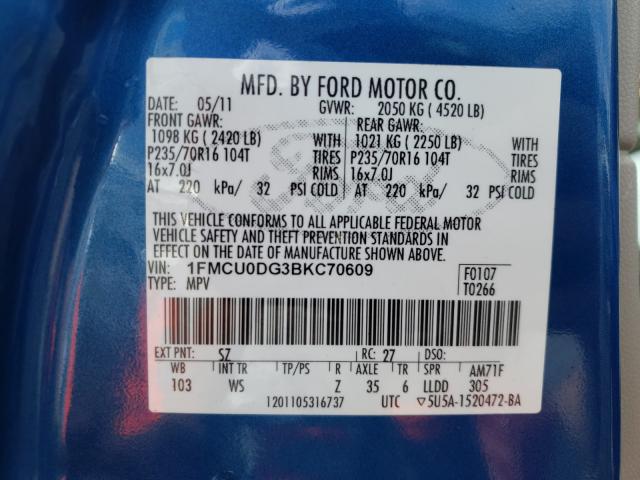 MFD. BY FORD MOTOR CO.
DATE: 05/11 GVWR: 2050 KG ( 4520 LB)
FRONT GAWR: REAR GAWR:
1098 KG ( 2420 LB) WITH 1021 KG ( 2250 LB) WITH
P235/70R16 104T TIRES P235/70R16 104T TIRES
16x7.0J RIMS 16x7.0J RIMS
AT 220 kPa/ 32 PSI COLD AT 220 kPa/ 32 PSI COLD
THIS VEHICLE CONFORMS TO ALL APPLICABLE FEDERAL MOTOR
VEHICLE SAFETY AND THEFT PREVENTION STANDARDS IN
EFFECT ON THE DATE OF MANUFACTURE SHOWN ABOVE.
VIN: 1FMCU0DG3BKC70609 F0107
TYPE: MPV T0266
EXT PNT: SZ RC: 27 DSO:
WB INT TR TP/PS R AXLE TR SPR AM71F
103 WS Z 35 6 LLDD 305
1201105316737 UTC ▽5U5A-1520472-BA